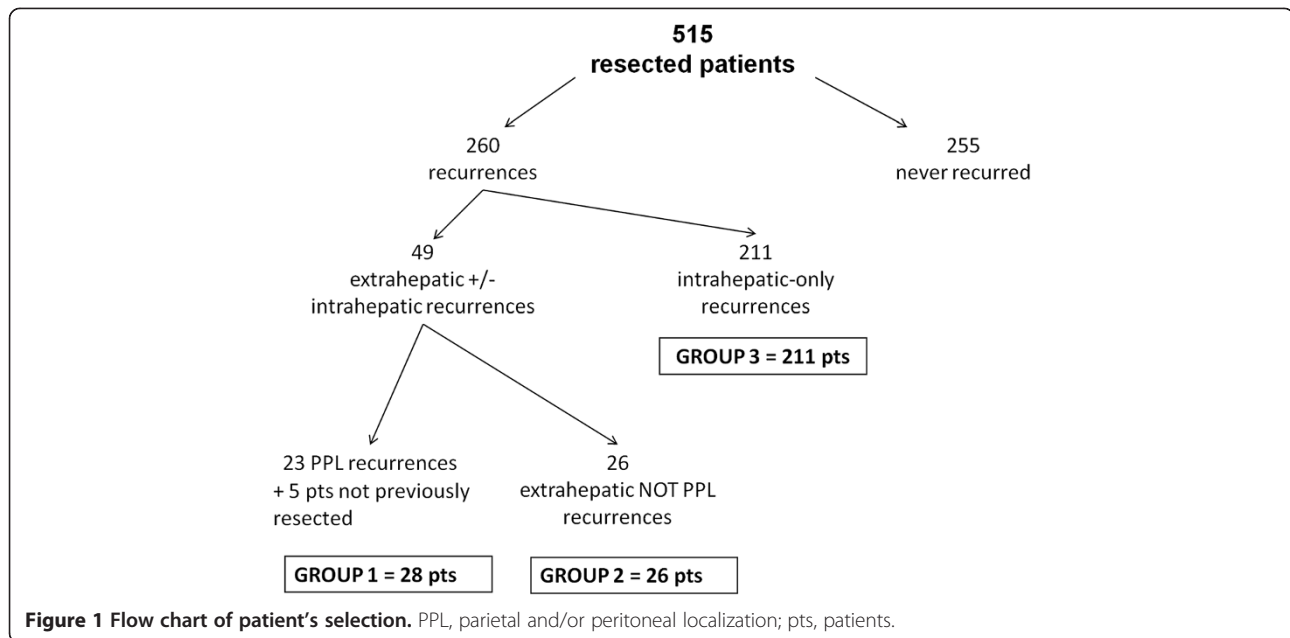 515
resected patients
260
recurrences
255
never recurred
49
extrahepatic +/-
intrahepatic recurrences
211
intrahepatic-only
recurrences
GROUP 3 = 211 pts
23 PPL recurrences
+ 5 pts not previously
resected
26
extrahepatic NOT PPL
recurrences
GROUP 1 = 28 pts
GROUP 2 = 26 pts
Figure 1 Flow chart of patient's selection. PPL, parietal and/or peritoneal localization; pts, patients.